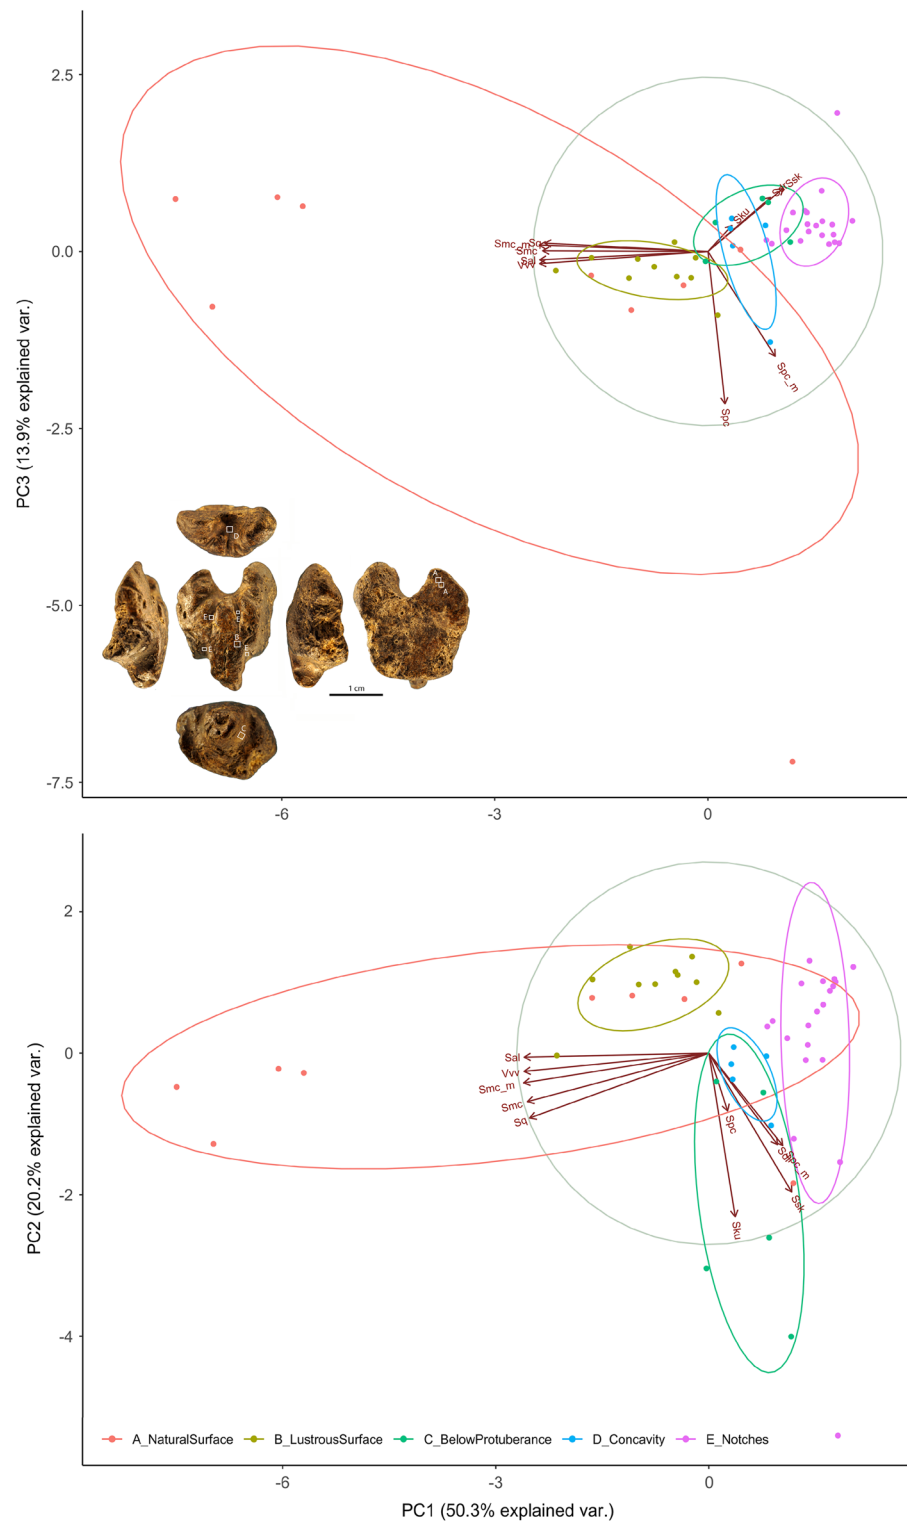 2.5
0.0
-2.5
-5.0
-7.5
PC3 (13.9% explained var.)
Ssk
Sku
Smc_m
Smc
Sal
Vvv
Spc_m
Spc
D
A
A
E
E
B
E
E
C
1 cm
-6
-3
0
2
0
-2
-4
PC2 (20.2% explained var.)
Sal
Vvv
Smc_m
Smc
Sq
Spc
Spc_m
Ssk
Sku
A_NaturalSurface
B_LustrousSurface
C_BelowProtuberance
D_Concavity
E_Notches
-6
-3
0
PC1 (50.3% explained var.)